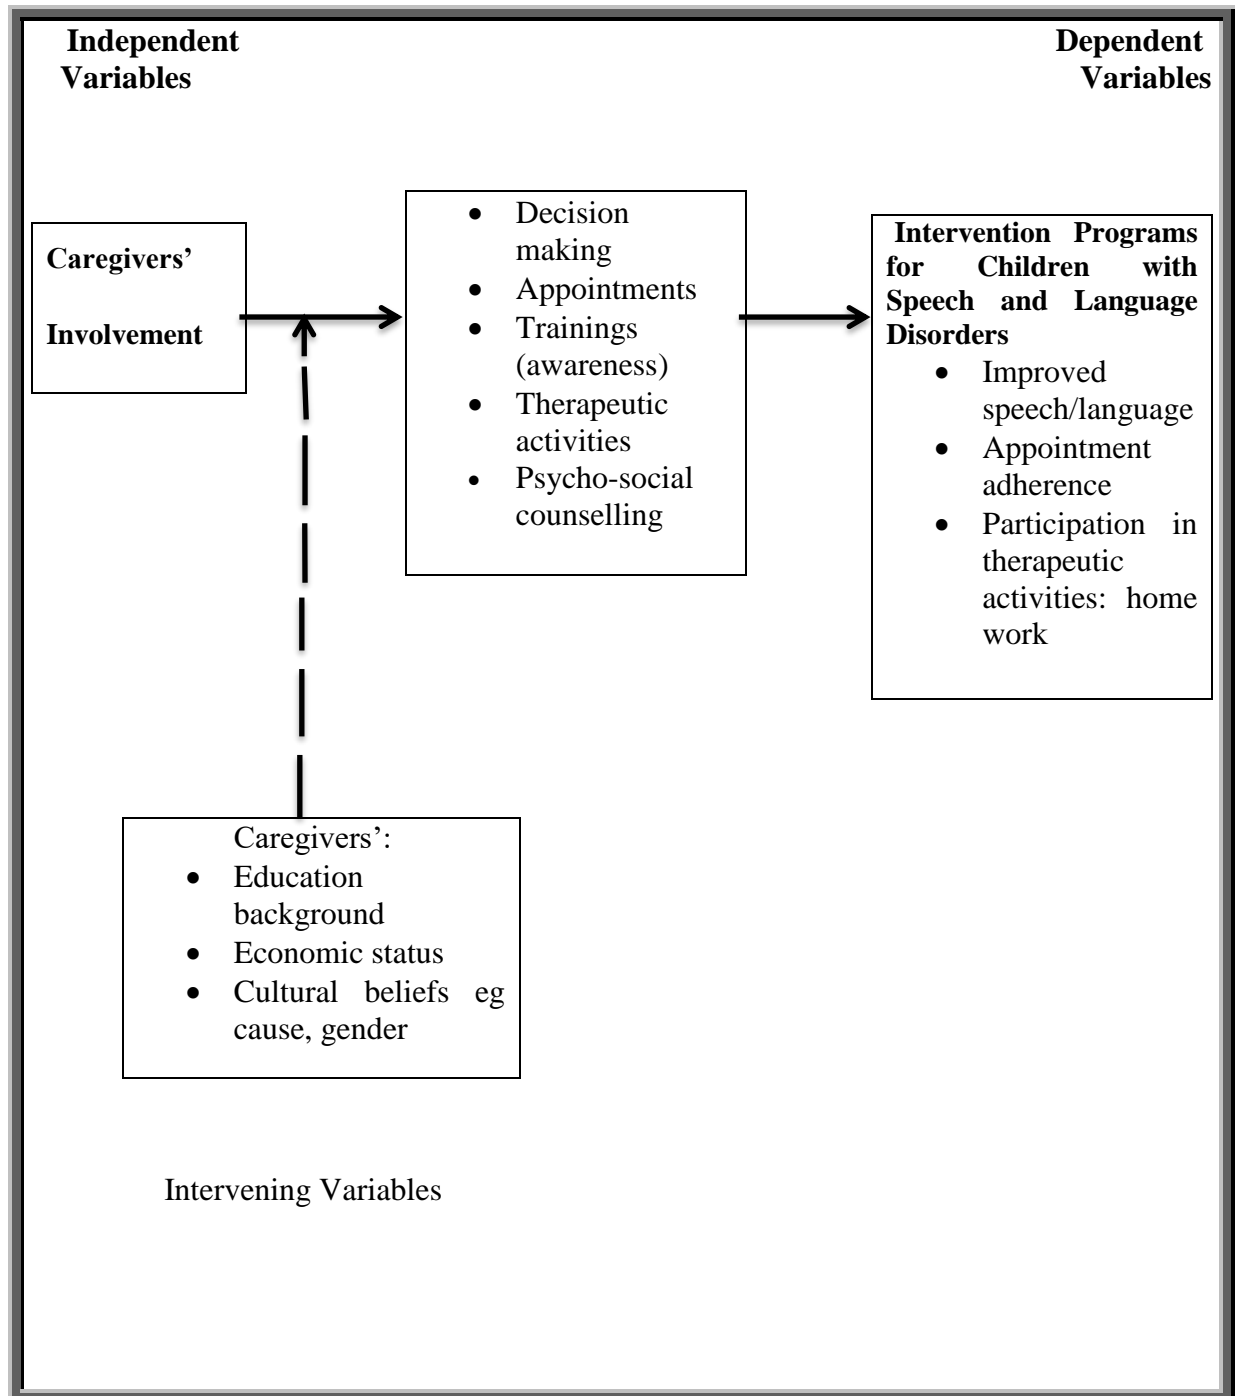 Independent
Variables
Dependent
Variables
Caregivers’
Involvement
• Decision
making
• Appointments
• Trainings
(awareness)
• Therapeutic
activities
• Psycho-social
counselling
Intervention Programs
for Children with
Speech and Language
Disorders
• Improved
speech/language
• Appointment
adherence
• Participation in
therapeutic
activities: home
work
Caregivers’:
• Education
background
• Economic status
• Cultural beliefs eg
cause, gender
Intervening Variables